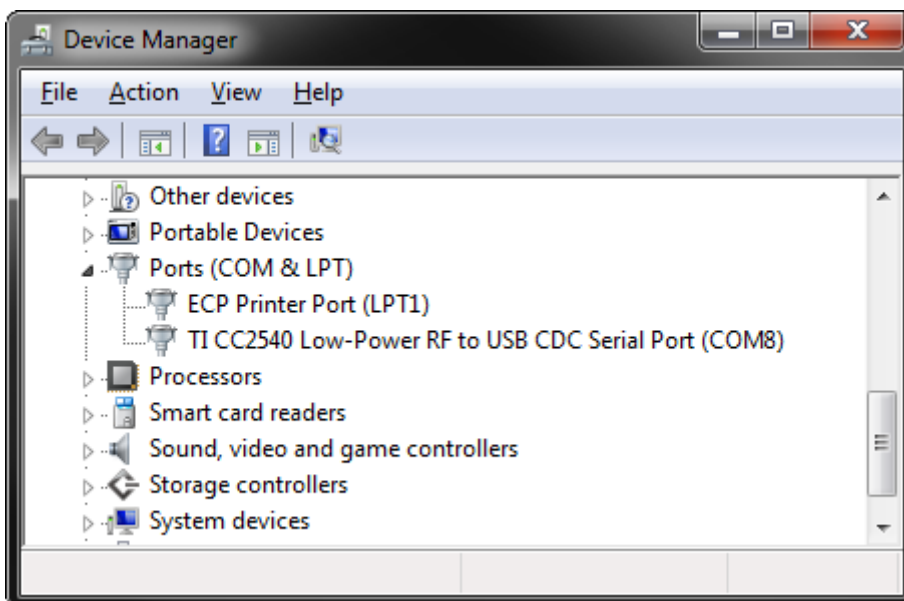 Device Manager
File Action View Help
Other devices
Portable Devices
Ports (COM & LPT)
ECP Printer Port (LPT1)
TI CC2540 Low-Power RF to USB CDC Serial Port (COM8)
Processors
Smart card readers
Sound, video and game controllers
Storage controllers
System devices